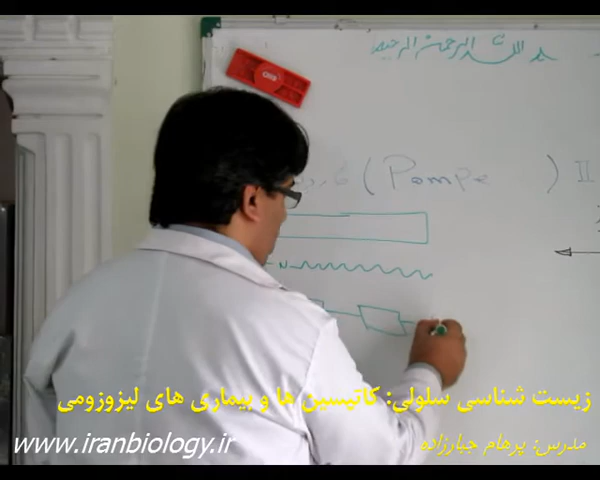 بسم الله الرحمن الرحیم
(Pompe ) II
زیست شناسی سلولی: کاتپسین ها و بیماری های لیزوزومی
مدرس: پرهام جبارزاده
www.iranbiology.ir